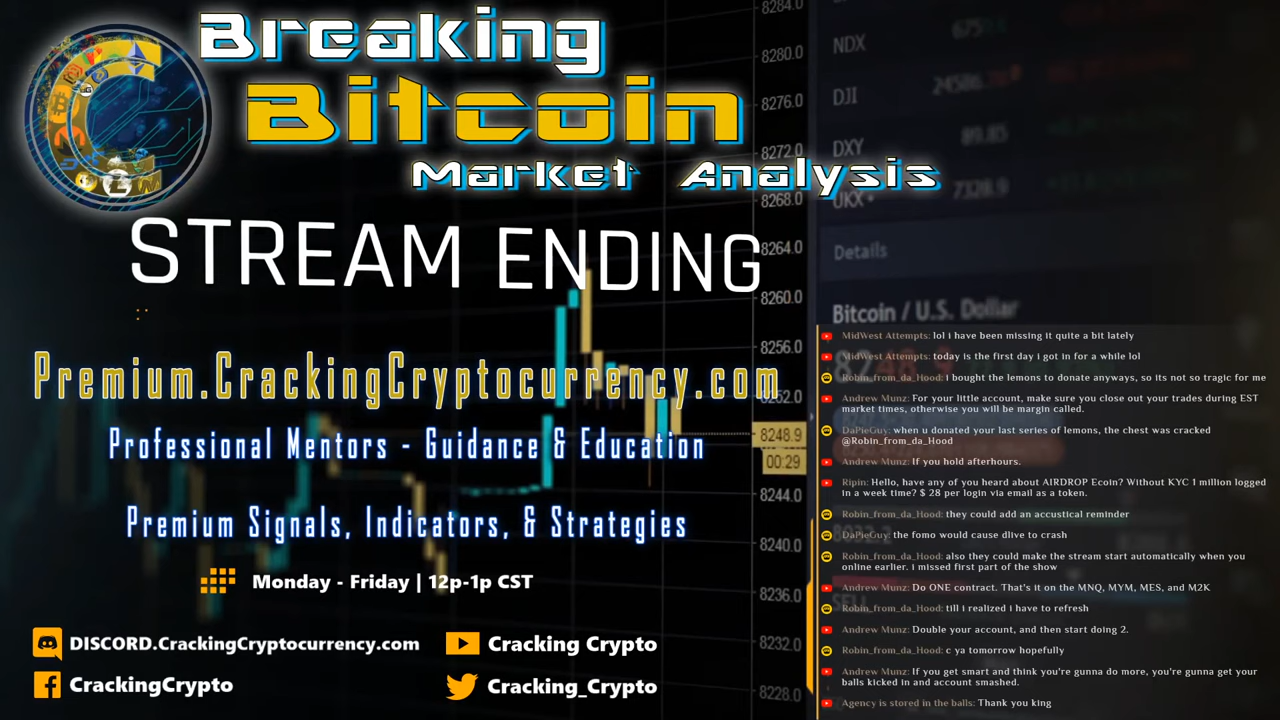 Breaking
Bitcoin
Market Analysis
STREAM ENDING
Premium.CrackingCryptocurrency.com
Professional Mentors - Guidance & Education
Premium Signals, Indicators, & Strategies
Monday - Friday | 12p-1p CST
DISCORD.CrackingCryptocurrency.com
Cracking Crypto
CrackingCrypto
Cracking_Crypto
8284.0
8280.0
8276.0
8272.0
8268.0
8264.0
8260.0
8256.0
8252.0
8248.9
00:29
8244.0
8240.0
8236.0
8232.0
8228.0
NDX
DJI
DXY
89.85
UKX
7328.9
Details
Bitcoin / U.S. Dollar
MidWest Attempts: lol i have been missing it quite a bit lately
MidWest Attempts: today is the first day i got in for a while lol
Robin_from_da_Hood: i bought the lemons to donate anyways, so its not so tragic for me
Andrew Munz: For your little account, make sure you close out your trades during EST
market times, otherwise you will be margin called.
DaPieGuy: when u donated your last series of lemons, the chest was cracked
@Robin_from_da_Hood
Andrew Munz: If you hold afterhours.
Ripin: Hello, have any of you heard about AIRDROP Ecoin? Without KYC 1 million logged
in a week time? $ 28 per login via email as a token.
Robin_from_da_Hood: they could add an accustical reminder
DaPieGuy: the fomo would cause dlive to crash
Robin_from_da_Hood: also they could make the stream start automatically when you
online earlier. i missed first part of the show
Andrew Munz: Do ONE contract. That's it on the MNQ, MYM, MES, and M2K
Robin_from_da_Hood: till i realized i have to refresh
Andrew Munz: Double your account, and then start doing 2.
Robin_from_da_Hood: c ya tomorrow hopefully
Andrew Munz: If you get smart and think you're gunna do more, you're gunna get your
balls kicked in and account smashed.
Agency is stored in the balls: Thank you king